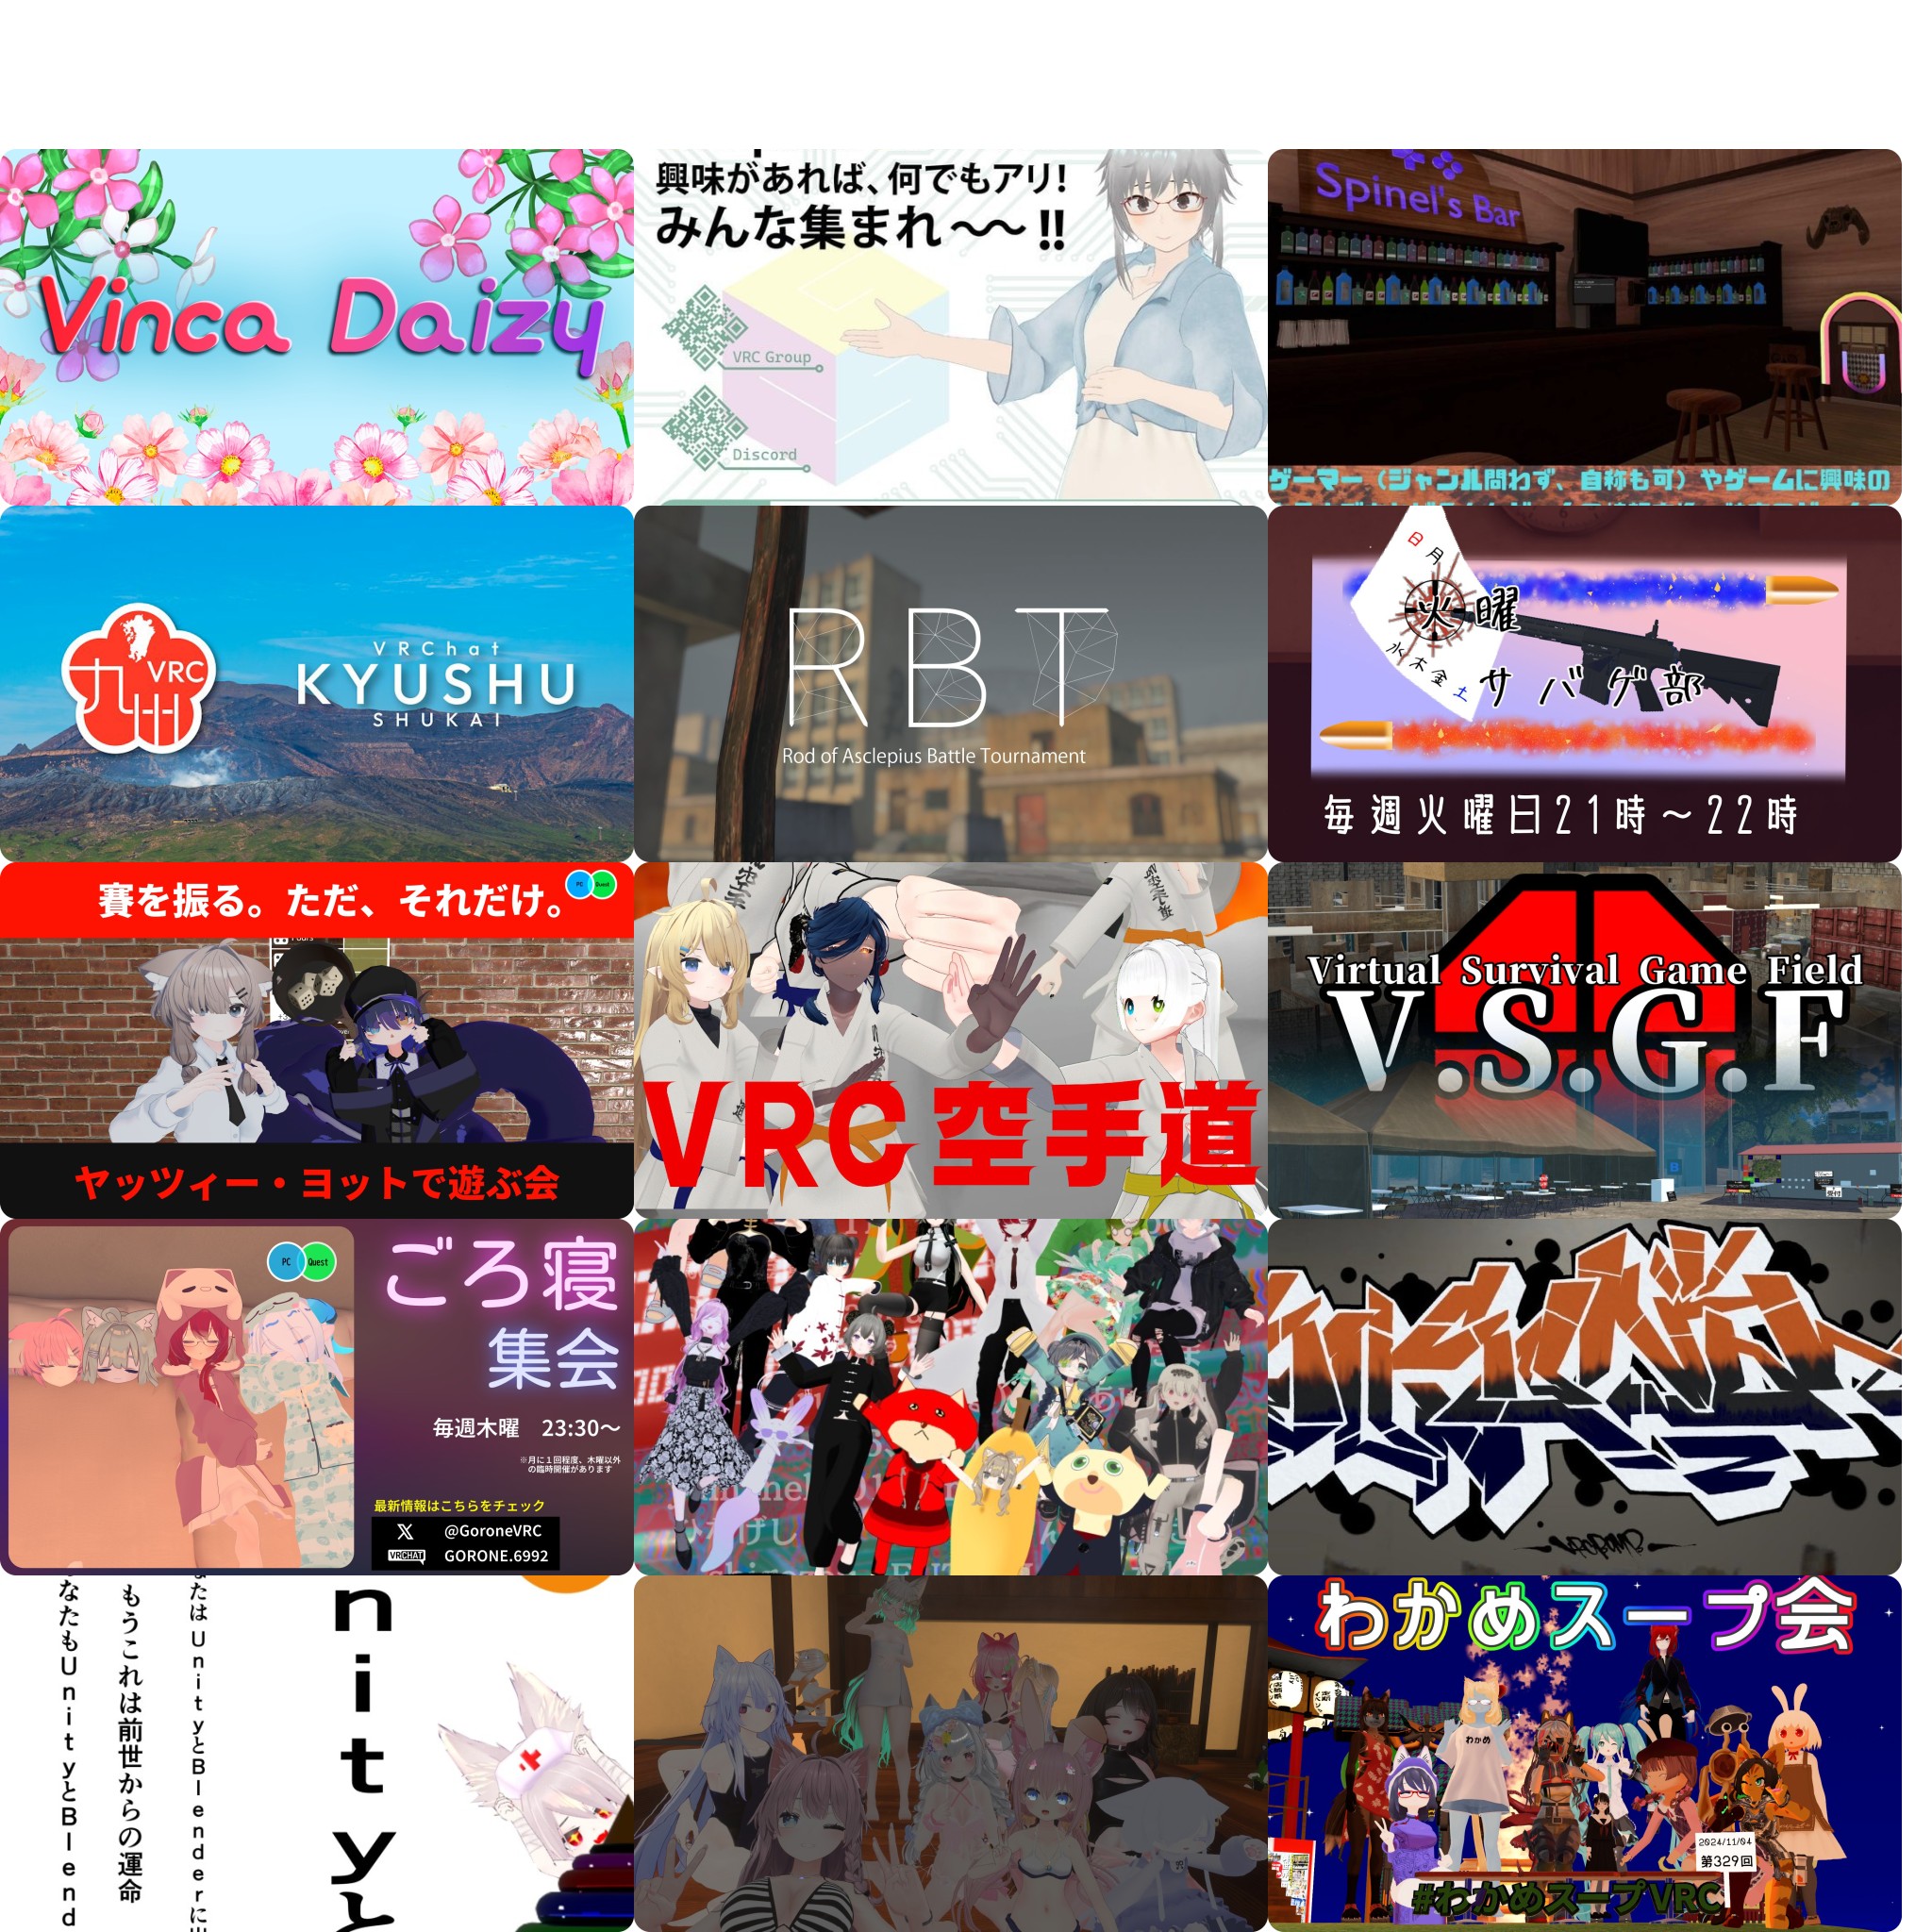 Vinca Daizy
興味があれば、何でもアリ!
みんな集まれ～～!!
VRC Group
Discord
Spinel's Bar
ゲーマー（ジャンル問わず、自称も可）やゲームに興味の
九州
VRC
VRChat
KYUSHU
SHUKAI
RBT
Rod of Asclepius Battle Tournament
日
月
火曜
水木金土
サバゲ部
毎週火曜日21時～22時
賽を振る。ただ、それだけ。
PC
Quest
ヤッツィー・ヨットで遊ぶ会
VRC空手道
Virtual Survival Game Field
V.S.G.F
PC
Quest
ごろ寝
集会
毎週木曜 23:30～
※月に１回程度、木曜以外
の臨時開催があります
最新情報はこちらをチェック
@GoroneVRC
VRCHAT
GORONE.6992
nityと
たは UnityとBlenderに出
もうこれは前世からの運命
なたもUnityとBlend
わかめスープ会
わかめ
2024/11/04
第329回
#わかめスープVRC